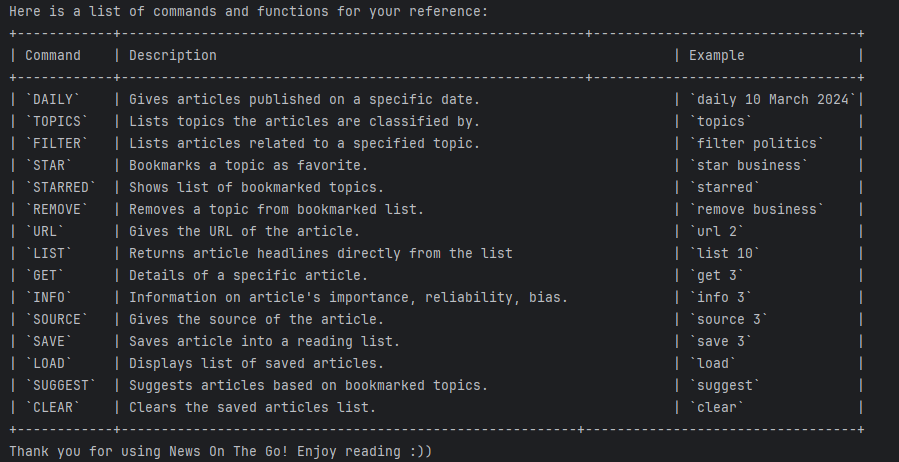 Here is a list of commands and functions for your reference:
+------------+-----------------------------------------------------------+---------------------------------+
| Command    | Description                                                          | Example              |
+------------+-----------------------------------------------------------+---------------------------------+
| `DAILY`    | Gives articles published on a specific date.                         | `daily 10 March 2024`|
| `TOPICS`   | Lists topics the articles are classified by.                         | `topics`             |
| `FILTER`   | Lists articles related to a specified topic.                         | `filter politics`    |
| `STAR`     | Bookmarks a topic as favorite.                                       | `star business`      |
| `STARRED`  | Shows list of bookmarked topics.                                     | `starred`            |
| `REMOVE`   | Removes a topic from bookmarked list.                                | `remove business`    |
| `URL`      | Gives the URL of the article.                                        | `url 2`              |
| `LIST`     | Returns article headlines directly from the list                     | `list 10`            |
| `GET`      | Details of a specific article.                                       | `get 3`              |
| `INFO`     | Information on article's importance, reliability, bias.              | `info 3`             |
| `SOURCE`   | Gives the source of the article.                                     | `source 3`           |
| `SAVE`     | Saves article into a reading list.                                   | `save 3`             |
| `LOAD`     | Displays list of saved articles.                                     | `load`               |
| `SUGGEST`  | Suggests articles based on bookmarked topics.                        | `suggest`            |
| `CLEAR`    | Clears the saved articles list.                                      | `clear`              |
+------------+----------------------------------------------------------+----------------------------------+
Thank you for using News On The Go! Enjoy reading :))